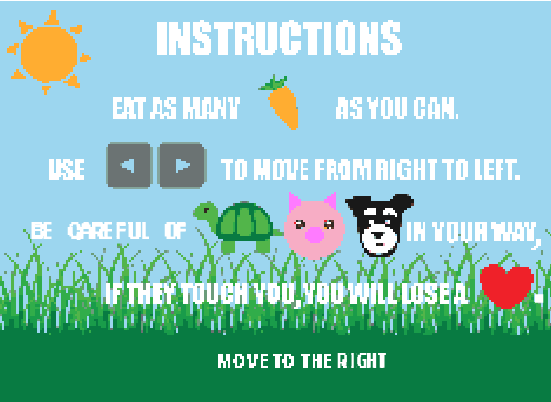 INSTRUCTIONS
EAT AS MANY AS YOU CAN.
USE TO MOVE FROM RIGHT TO LEFT.
BE CAREFUL OF IN YOUR WAY,
IF THEY TOUCH YOU, YOU WILL LOSE A .
MOVE TO THE RIGHT